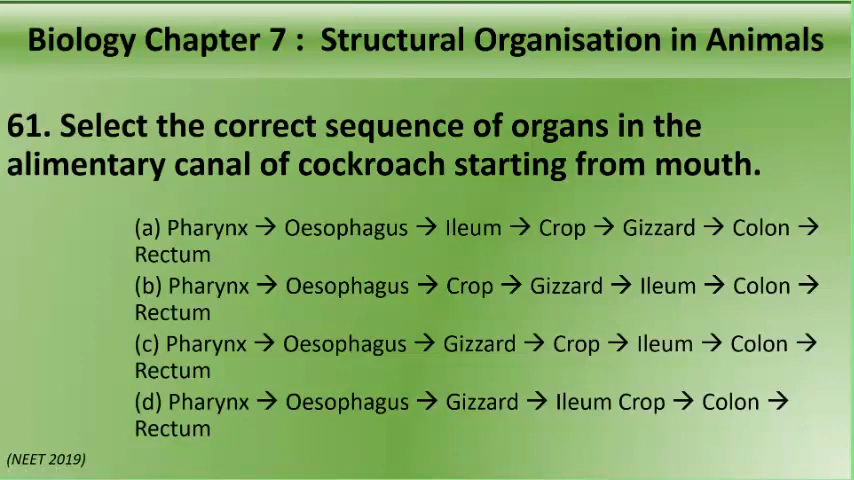 Biology Chapter 7 :  Structural Organisation in Animals
61. Select the correct sequence of organs in the
alimentary canal of cockroach starting from mouth.
(a) Pharynx → Oesophagus → Ileum → Crop → Gizzard → Colon →
Rectum
(b) Pharynx → Oesophagus → Crop → Gizzard → Ileum → Colon →
Rectum
(c) Pharynx → Oesophagus → Gizzard → Crop → Ileum → Colon →
Rectum
(d) Pharynx → Oesophagus → Gizzard → Ileum Crop → Colon →
Rectum
(NEET 2019)